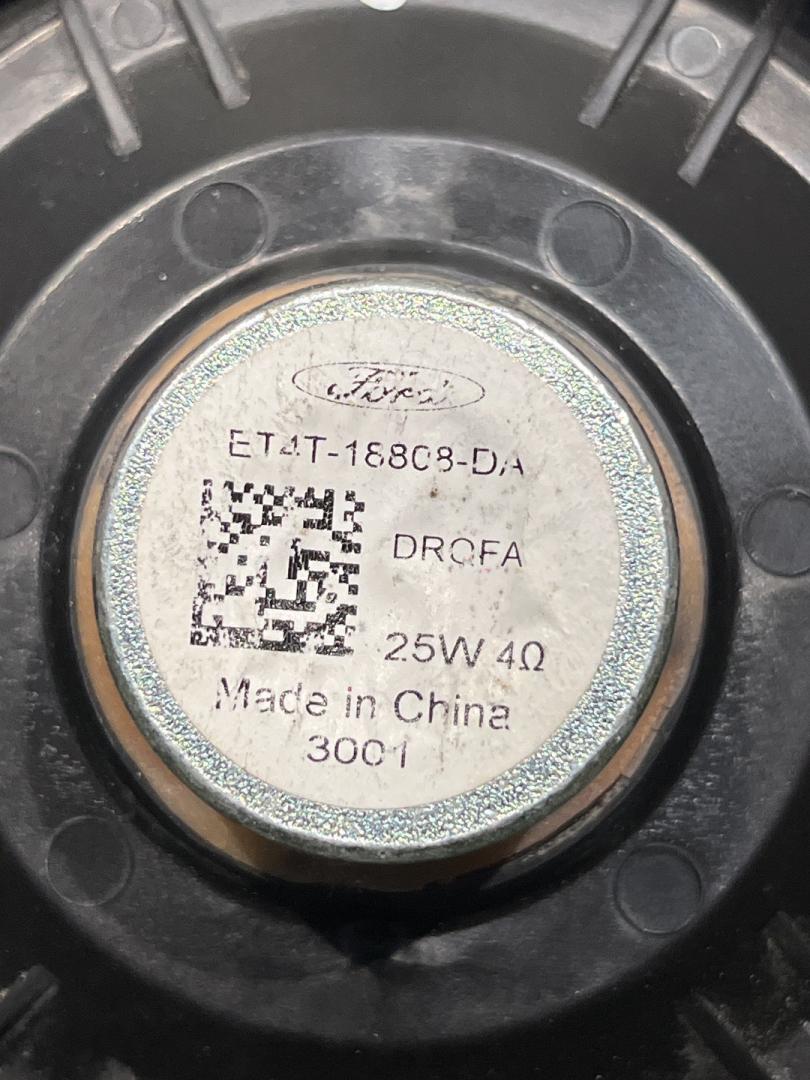 Ford
ET4T-18808-DA
DROFA
25W 4Ω
Made in China
3001